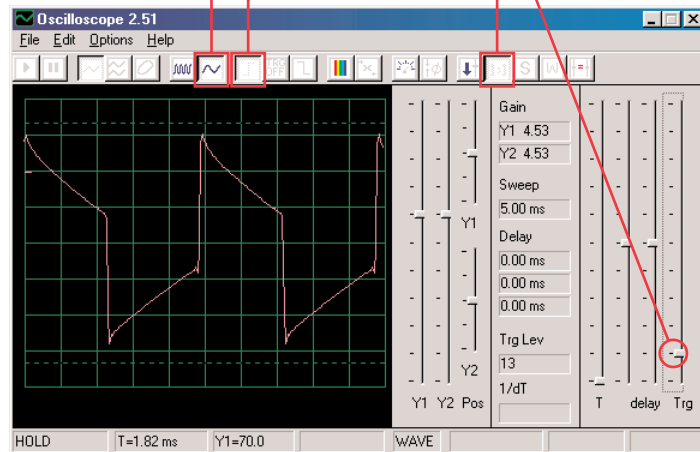 Oscilloscope 2.51
File Edit Options Help
TRG
OFF
S W
Gain
Y1 4.53
Y2 4.53
Sweep
5.00 ms
Y1
Delay
0.00 ms
0.00 ms
0.00 ms
Trg Lev
13
Y2
1/dT
Y1 Y2 Pos
T delay Trg
HOLD T=1.82 ms Y1=70.0 WAVE